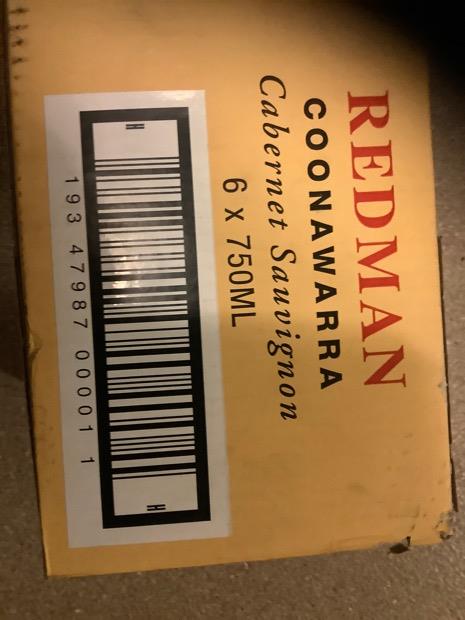 REDMAN
COONAWARRA
Cabernet Sauvignon
6 X 750ML
H H
193 47987 00001 1